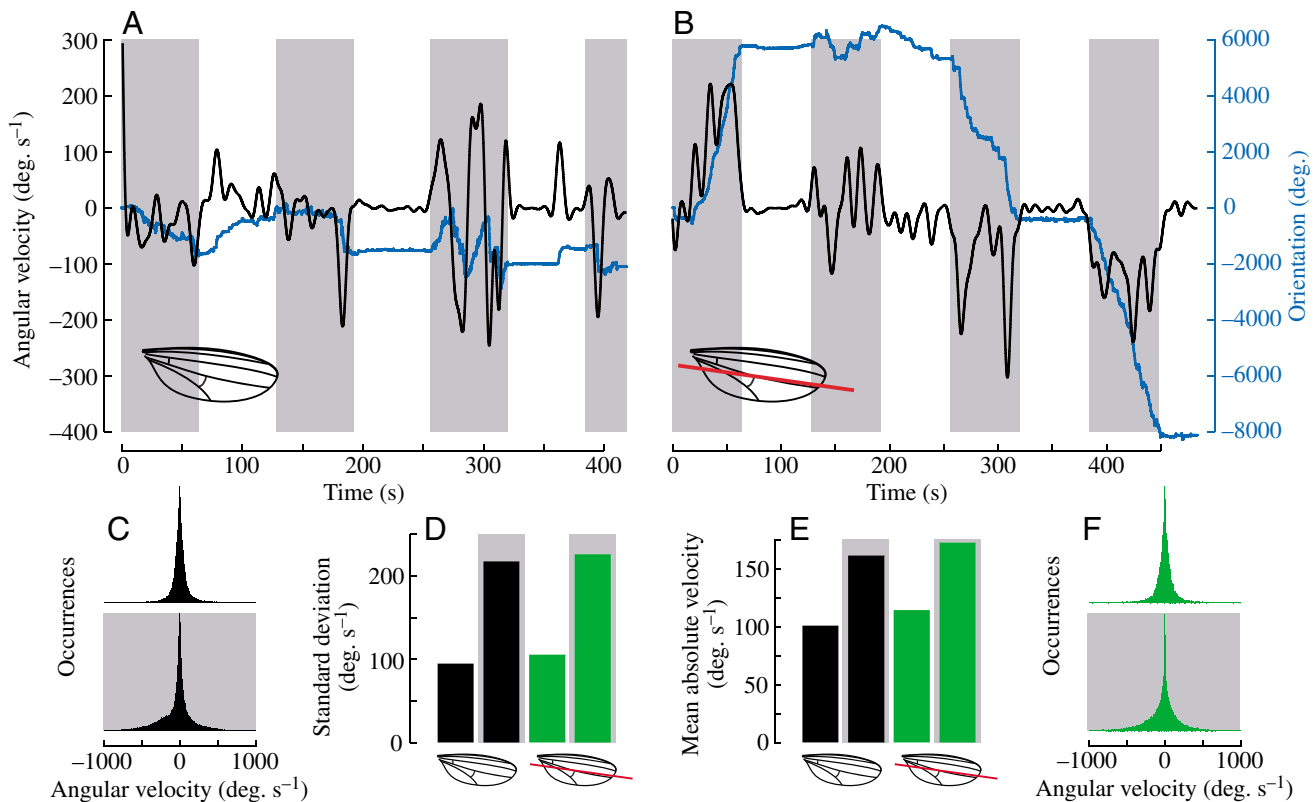 A
B
300
200
100
0
–100
–200
–300
–400
Angular velocity (deg. s–1)
6000
4000
2000
0
–2000
–4000
–6000
–8000
Orientation (deg.)
0 100 200 300 400
Time (s)
0 100 200 300 400
Time (s)
C
Occurrences
–1000 0 1000
Angular velocity (deg. s–1)
D
Standard deviation
(deg. s–1)
200
100
0
E
Mean absolute velocity
(deg. s–1)
150
100
50
0
F
Occurrences
–1000 0 1000
Angular velocity (deg. s–1)